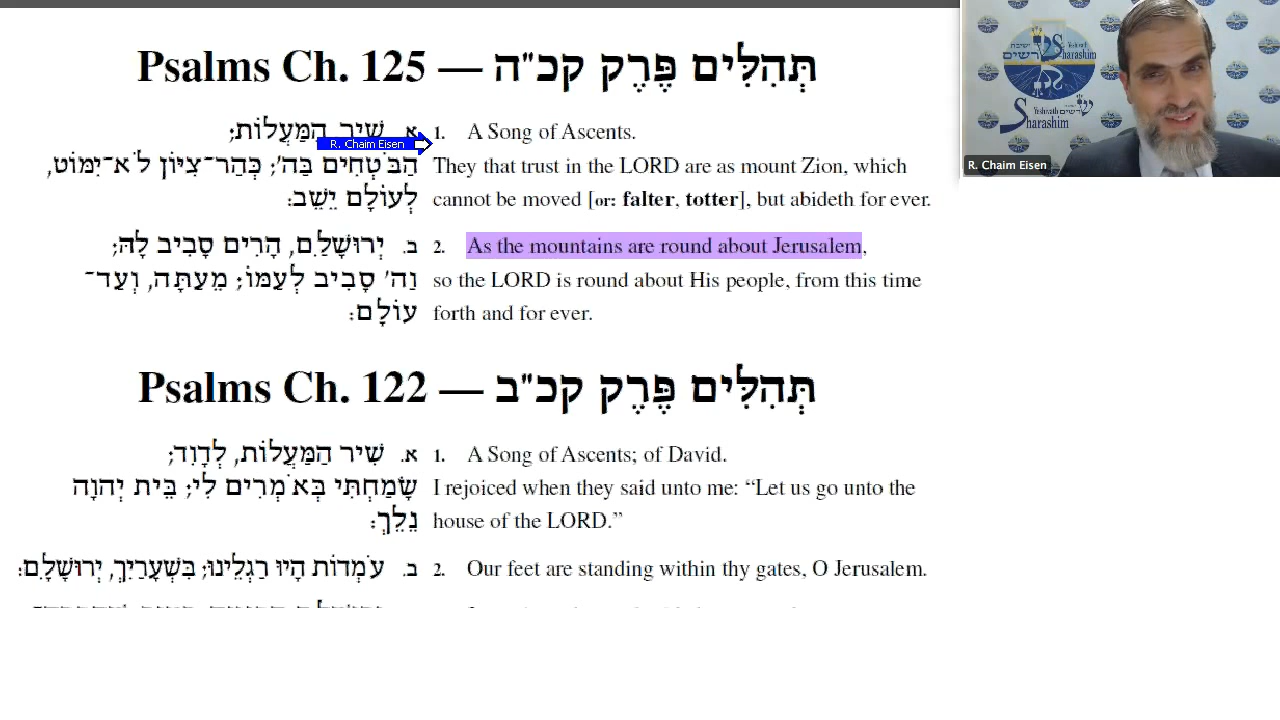 Psalms Ch. 125 — תְּהִלִּים פֶּרֶק קכ"ה
א. שִׁיר הַמַּעֲלוֹת;
R. Chaim Eisen
הַבֹּטְחִים בַּה'; כְּהַר־צִיּוֹן לֹא־יִמּוֹט,
לְעוֹלָם יֵשֵׁב:
1. A Song of Ascents.
They that trust in the LORD are as mount Zion, which
cannot be moved [or: falter, totter], but abideth for ever.
ב. יְרוּשָׁלִַם, הָרִים סָבִיב לָהּ;
וַה' סָבִיב לְעַמּוֹ; מֵעַתָּה, וְעַד־
עוֹלָם:
2. As the mountains are round about Jerusalem,
so the LORD is round about His people, from this time
forth and for ever.
Psalms Ch. 122 — תְּהִלִּים פֶּרֶק קכ"ב
א. שִׁיר הַמַּעֲלוֹת, לְדָוִד;
שָׂמַחְתִּי בְּאֹמְרִים לִי; בֵּית יְהוָה
נֵלֵךְ:
1. A Song of Ascents; of David.
I rejoiced when they said unto me: “Let us go unto the
house of the LORD.”
ב. עֹמְדוֹת הָיוּ רַגְלֵינוּ; בִּשְׁעָרַיִךְ, יְרוּשָׁלִָם:
2. Our feet are standing within thy gates, O Jerusalem.
ישיבת
שרשים
Yeshivath
Sharashim
R. Chaim Eisen